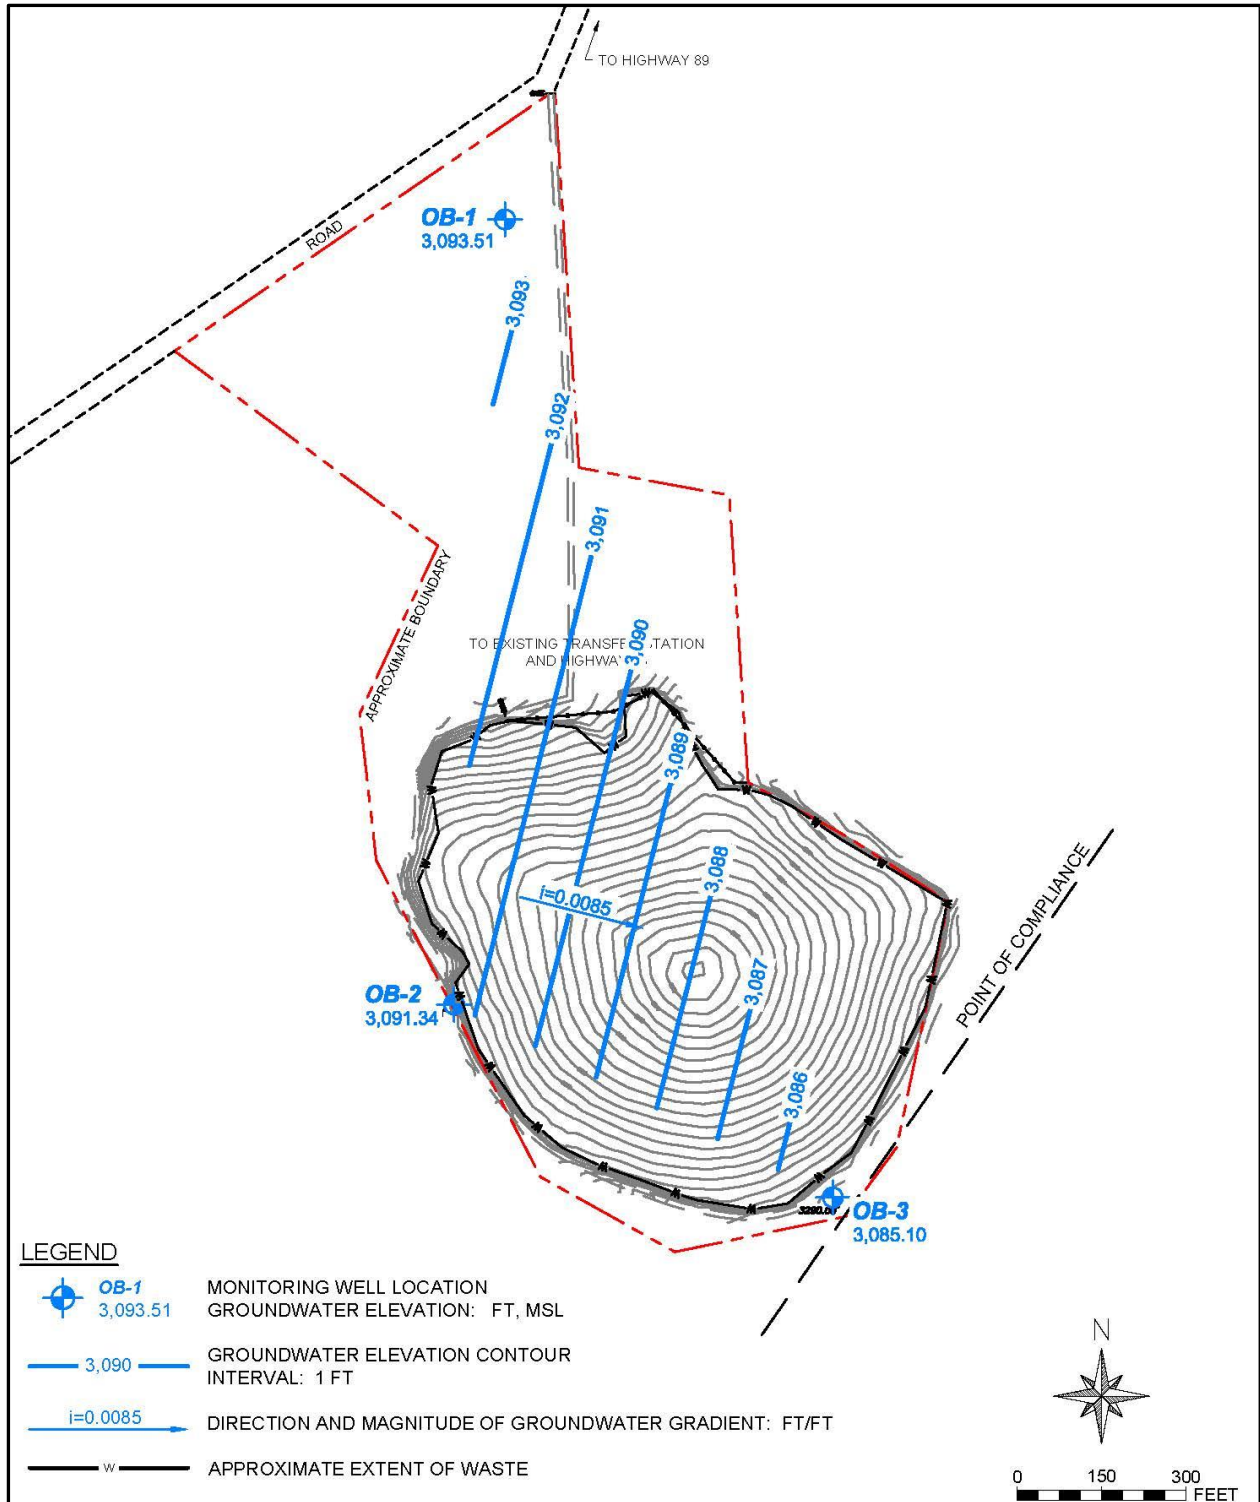 TO HIGHWAY 89
ROAD
OB-1
3,093.51
3,093
3,092
3,091
APPROXIMATE BOUNDARY
3,090
AND HIGHWAY
3,089
3,088
i=0.0085
POINT OF COMPLIANCE
3,087
OB-2
3,091.34
3,086
OB-3
3,085.10
W
LEGEND
OB-1
3,093.51
MONITORING WELL LOCATION
GROUNDWATER ELEVATION: FT, MSL
3,090
GROUNDWATER ELEVATION CONTOUR
INTERVAL: 1 FT
i=0.0085
DIRECTION AND MAGNITUDE OF GROUNDWATER GRADIENT: FT/FT
W
APPROXIMATE EXTENT OF WASTE
N
0 150 300
FEET